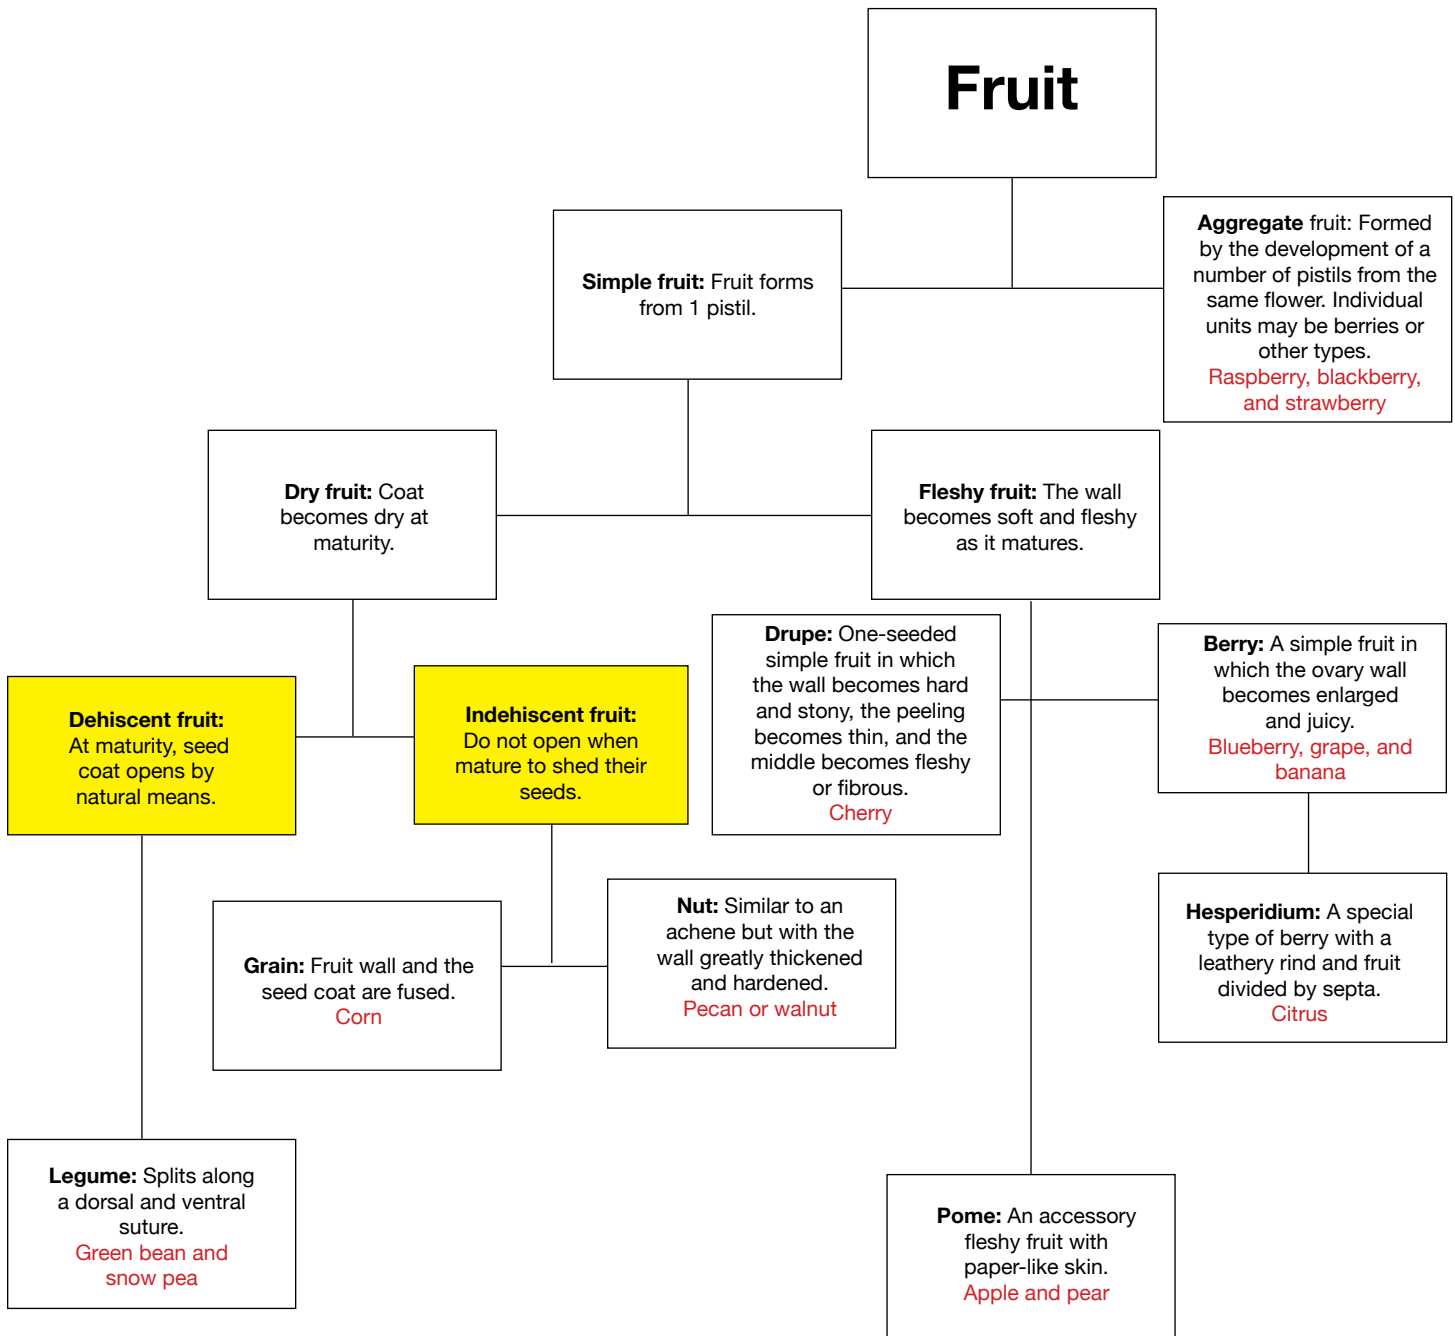 Fruit
Simple fruit: Fruit forms
from 1 pistil.
Aggregate fruit: Formed
by the development of a
number of pistils from the
same flower. Individual
units may be berries or
other types.
Raspberry, blackberry,
and strawberry
Dry fruit: Coat
becomes dry at
maturity.
Fleshy fruit: The wall
becomes soft and fleshy
as it matures.
Dehiscent fruit:
At maturity, seed
coat opens by
natural means.
Indehiscent fruit:
Do not open when
mature to shed their
seeds.
Drupe: One-seeded
simple fruit in which
the wall becomes hard
and stony, the peeling
becomes thin, and the
middle becomes fleshy
or fibrous.
Cherry
Berry: A simple fruit in
which the ovary wall
becomes enlarged
and juicy.
Blueberry, grape, and
banana
Grain: Fruit wall and the
seed coat are fused.
Corn
Nut: Similar to an
achene but with the
wall greatly thickened
and hardened.
Pecan or walnut
Hesperidium: A special
type of berry with a
leathery rind and fruit
divided by septa.
Citrus
Legume: Splits along
a dorsal and ventral
suture.
Green bean and
snow pea
Pome: An accessory
fleshy fruit with
paper-like skin.
Apple and pear